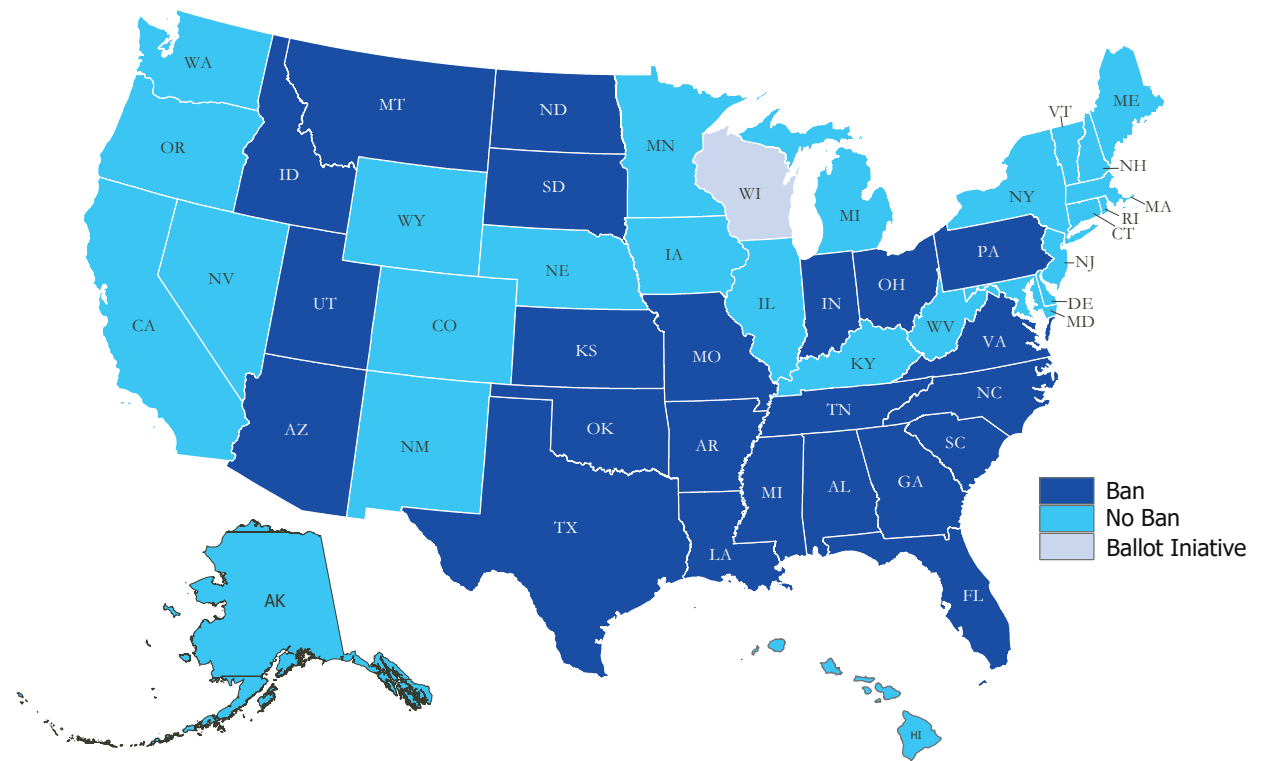 WA
MT
ND
MN
ME
VT
OR
ID
SD
WI
MI
NY
NH
MA
RI
CT
WY
NV
NE
IA
PA
NJ
UT
CO
IL
IN
OH
DE
MD
CA
KS
MO
KY
WV
VA
AZ
NM
OK
AR
TN
NC
SC
TX
LA
MI
AL
GA
FL
AK
HI
Ban
No Ban
Ballot Iniative